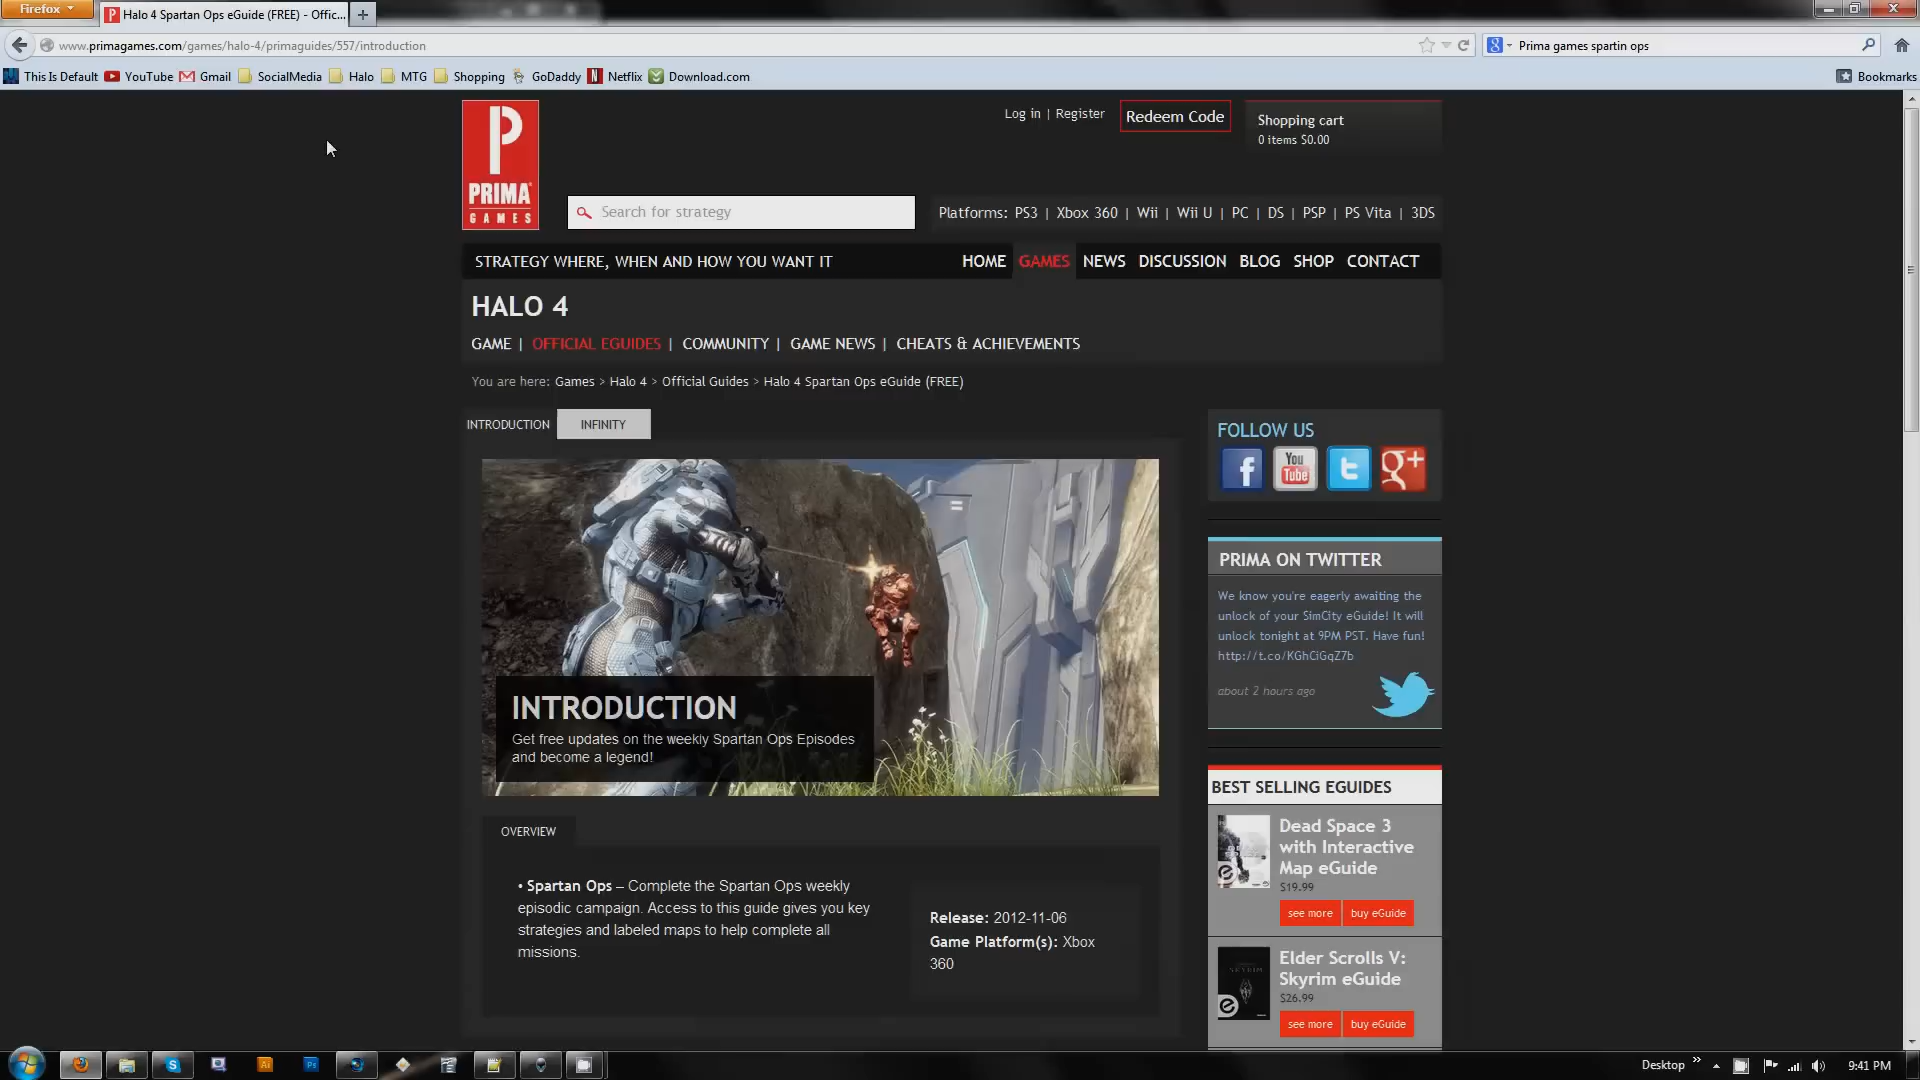 Firefox
Halo 4 Spartan Ops eGuide (FREE) - Offic...
www.primagames.com/games/halo-4/primaguides/557/introduction
Prima games spartin ops
This Is Default
YouTube
Gmail
SocialMedia
Halo
MTG
Shopping
GoDaddy
Netflix
Download.com
Bookmarks
PRIMA
GAMES
Log in | Register
Redeem Code
Shopping cart
0 items $0.00
Search for strategy
Platforms: PS3 | Xbox 360 | Wii | Wii U | PC | DS | PSP | PS Vita | 3DS
STRATEGY WHERE, WHEN AND HOW YOU WANT IT
HOME GAMES NEWS DISCUSSION BLOG SHOP CONTACT
HALO 4
GAME | OFFICIAL EGUIDES | COMMUNITY | GAME NEWS | CHEATS & ACHIEVEMENTS
You are here: Games > Halo 4 > Official Guides > Halo 4 Spartan Ops eGuide (FREE)
INTRODUCTION
INFINITY
INTRODUCTION
Get free updates on the weekly Spartan Ops Episodes
and become a legend!
OVERVIEW
• Spartan Ops – Complete the Spartan Ops weekly
episodic campaign. Access to this guide gives you key
strategies and labeled maps to help complete all
missions.
Release: 2012-11-06
Game Platform(s): Xbox
360
FOLLOW US
f
You
Tube
t
g+
PRIMA ON TWITTER
We know you're eagerly awaiting the
unlock of your SimCity eGuide! It will
unlock tonight at 9PM PST. Have fun!
http://t.co/KGhCiGqZ7b
about 2 hours ago
BEST SELLING EGUIDES
Dead Space 3
with Interactive
Map eGuide
$19.99
see more
buy eGuide
Elder Scrolls V:
Skyrim eGuide
$26.99
see more
buy eGuide
Desktop
9:41 PM